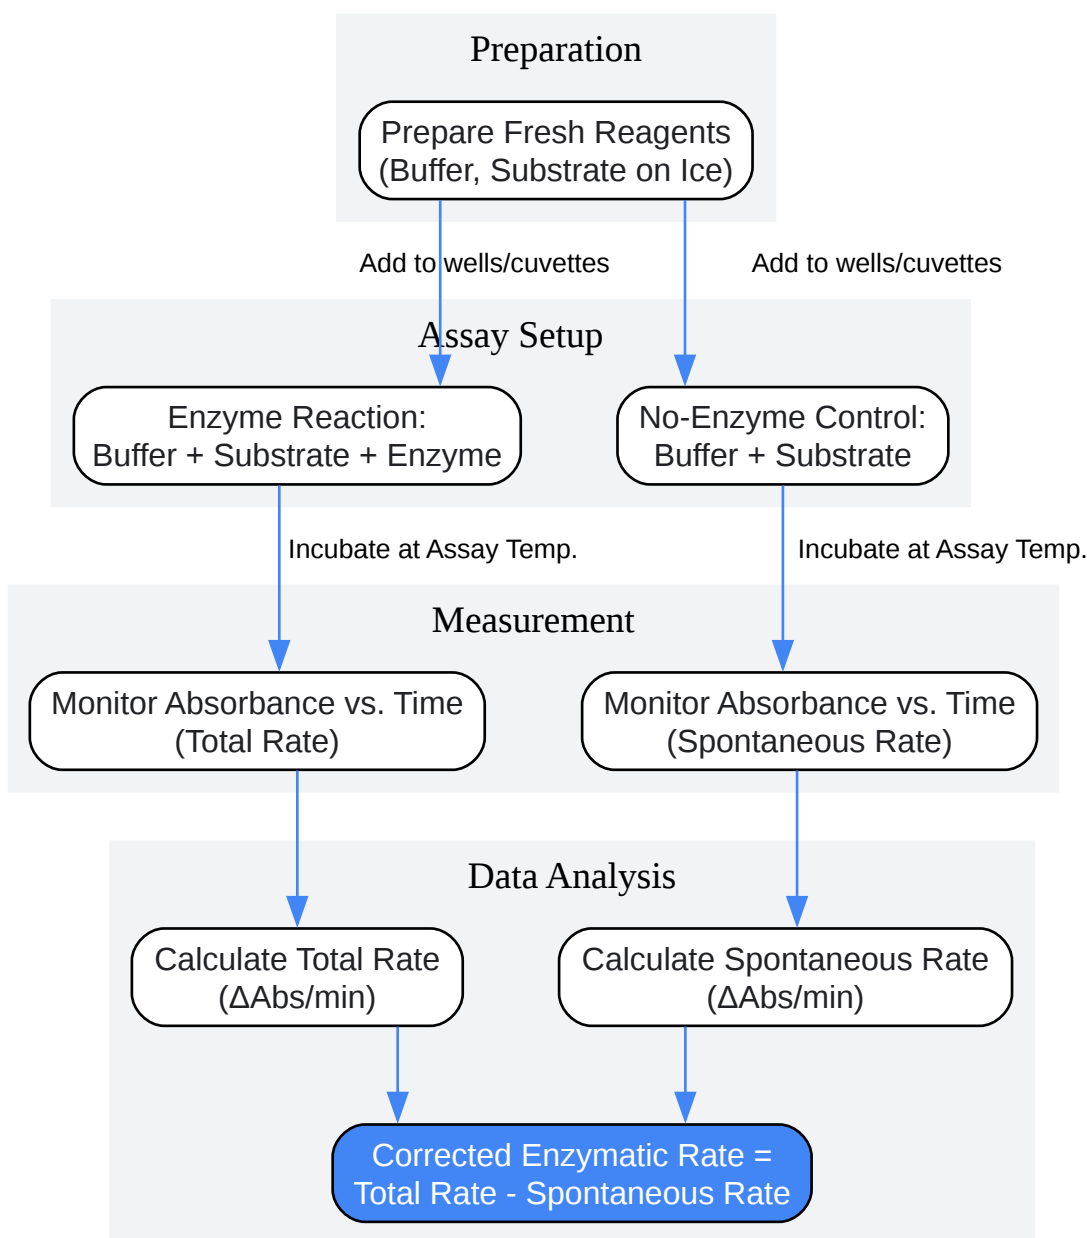 Preparation
Prepare Fresh Reagents
(Buffer, Substrate on Ice)
Add to wells/cuvettes
Add to wells/cuvettes
Assay Setup
Enzyme Reaction:
Buffer + Substrate + Enzyme
No-Enzyme Control:
Buffer + Substrate
Incubate at Assay Temp.
Incubate at Assay Temp.
Measurement
Monitor Absorbance vs. Time
(Total Rate)
Monitor Absorbance vs. Time
(Spontaneous Rate)
Data Analysis
Calculate Total Rate
(ΔAbs/min)
Calculate Spontaneous Rate
(ΔAbs/min)
Corrected Enzymatic Rate =
Total Rate - Spontaneous Rate